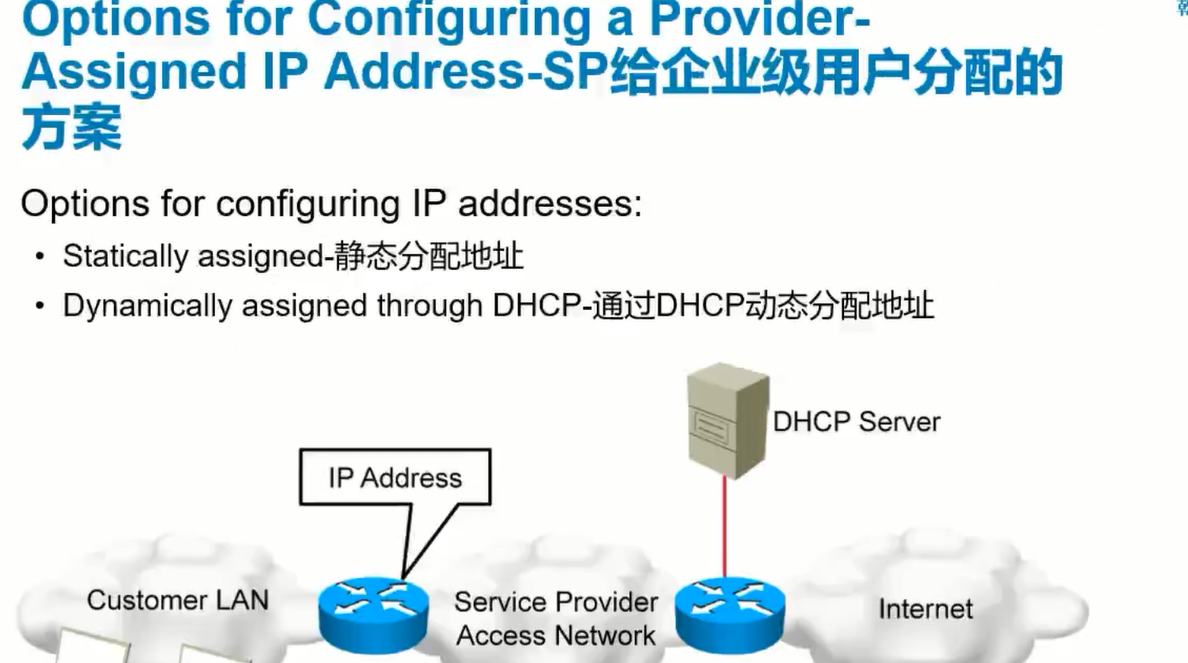 Options for Configuring a Provider-
Assigned IP Address-SP给企业级用户分配的
方案
Options for configuring IP addresses:
• Statically assigned-静态分配地址
• Dynamically assigned through DHCP-通过DHCP动态分配地址
DHCP Server
IP Address
Customer LAN
Service Provider
Access Network
Internet